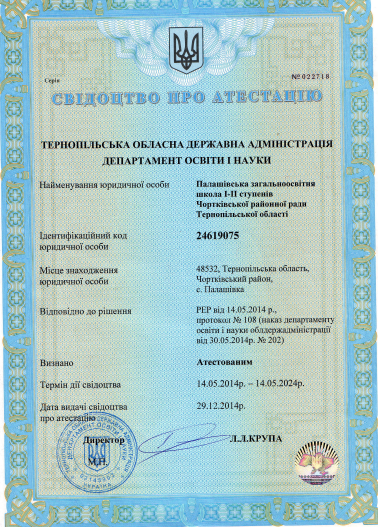 Серія
№ 022718
СВІДОЦТВО ПРО АТЕСТАЦІЮ
ТЕРНОПІЛЬСЬКА ОБЛАСНА ДЕРЖАВНА АДМІНІСТРАЦІЯ
ДЕПАРТАМЕНТ ОСВІТИ І НАУКИ
Найменування юридичної особи
Палашівська загальноосвітня
школа І-ІІ ступенів
Чортківської районної ради
Тернопільської області
Ідентифікаційний код
юридичної особи
24619075
Місце знаходження
юридичної особи
48532, Тернопільська область,
Чортківський район,
с. Палашівка
Відповідно до рішення
РЕР від 14.05.2014 р.,
протокол № 108 (наказ департаменту
освіти і науки облдержадміністрації
від 30.05.2014р. № 202)
Визнано
Атестованим
Термін дії свідоцтва
14.05.2014р. – 14.05.2024р.
Дата видачі свідоцтва
про атестацію
29.12.2014р.
Директор
Л.Л.КРУПА
М.П.
УКРАЇНА